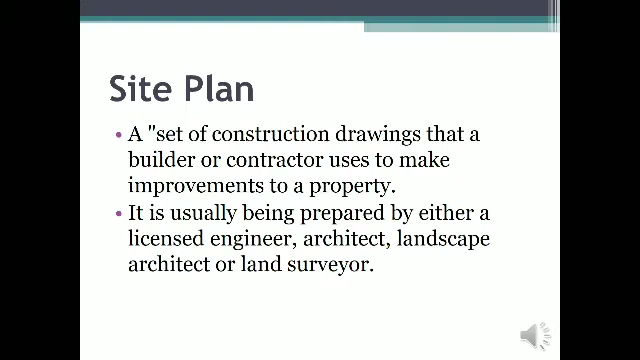 Site Plan
• A "set of construction drawings that a
builder or contractor uses to make
improvements to a property.
• It is usually being prepared by either a
licensed engineer, architect, landscape
architect or land surveyor.